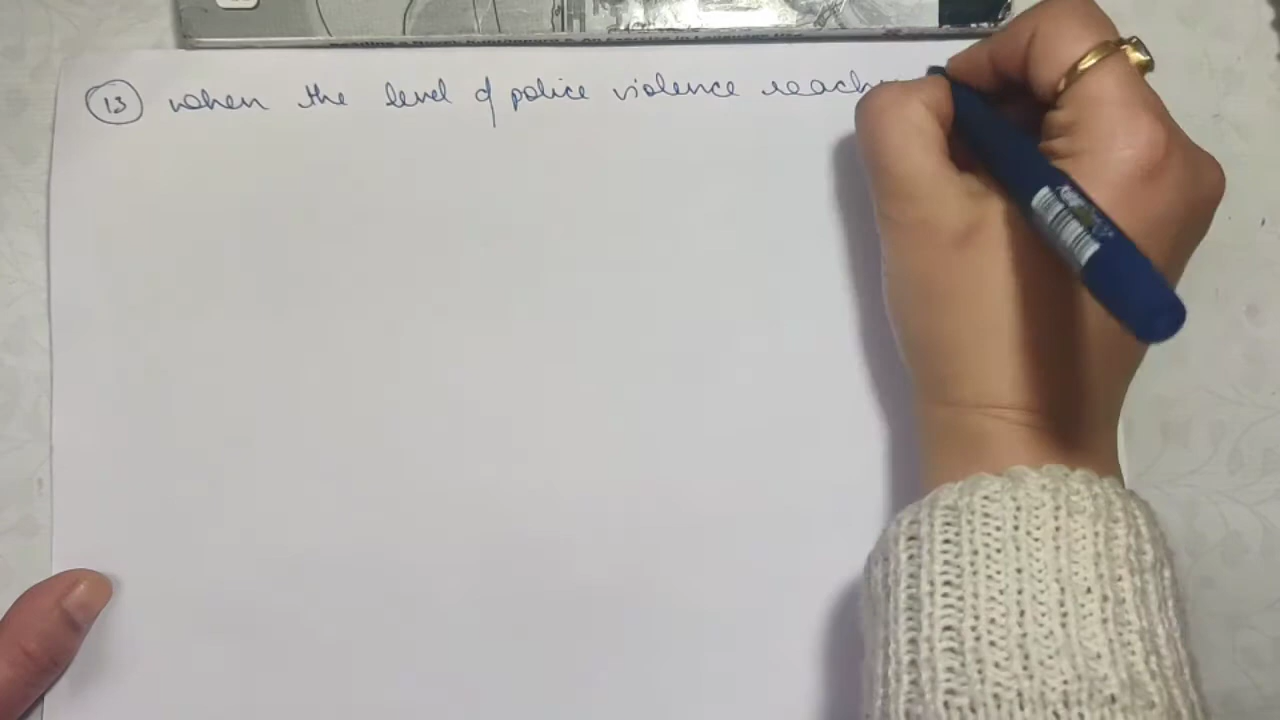 13 when the level of police violence reach